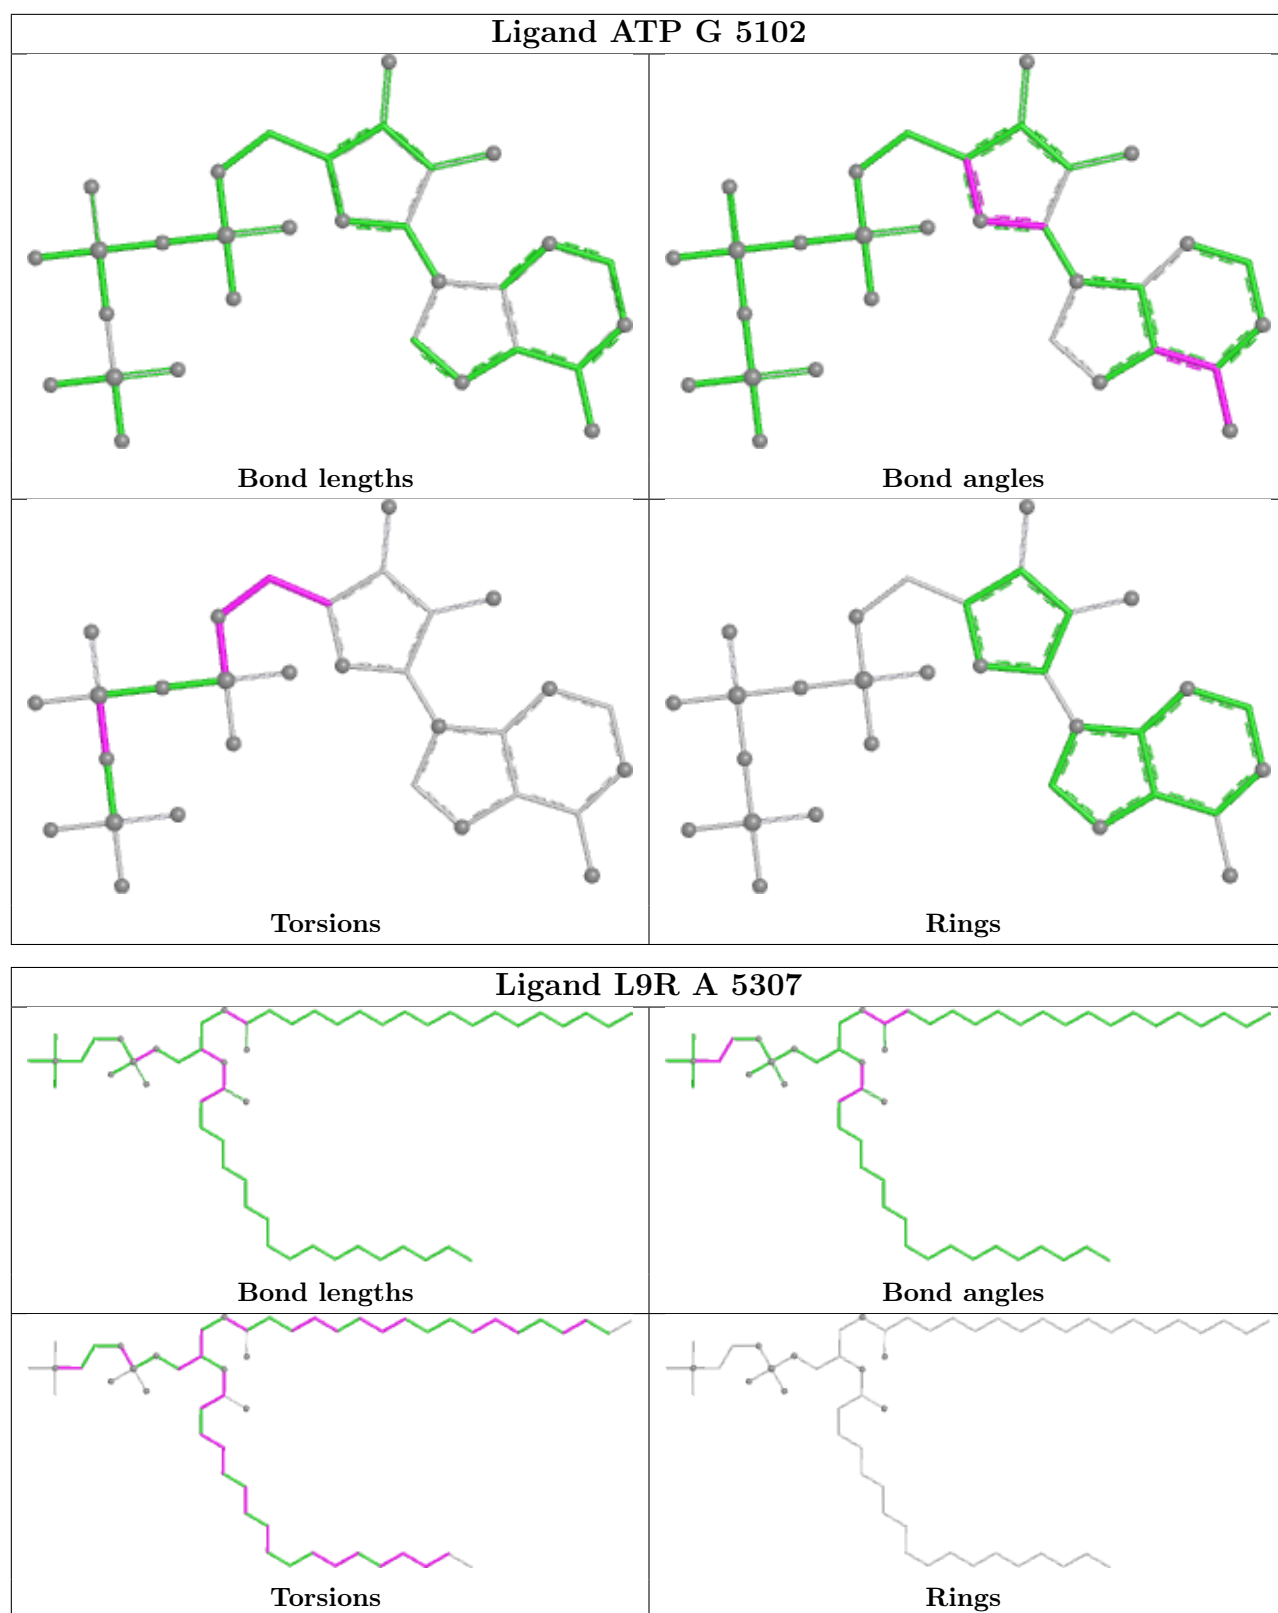 Ligand ATP G 5102
Bond lengths
Bond angles
Torsions
Rings
Ligand L9R A 5307
Bond lengths
Bond angles
Torsions
Rings